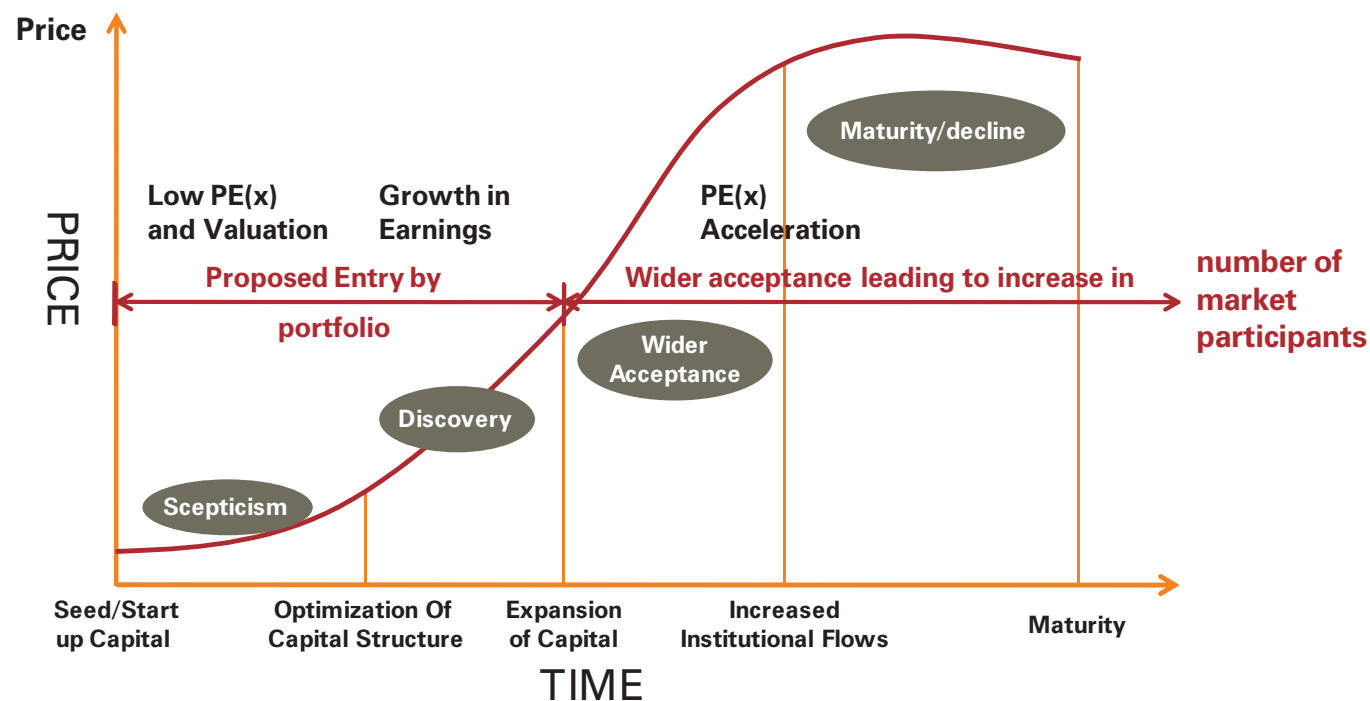 Price
Low PE(x)
and Valuation
Growth in
Earnings
PE(x)
Acceleration
Maturity/decline
PRICE
Proposed Entry by
portfolio
Wider acceptance leading to increase in
number of
market
participants
Wider
Acceptance
Discovery
Scepticism
Seed/Start
up Capital
Optimization Of
Capital Structure
Expansion
of Capital
Increased
Institutional Flows
Maturity
TIME